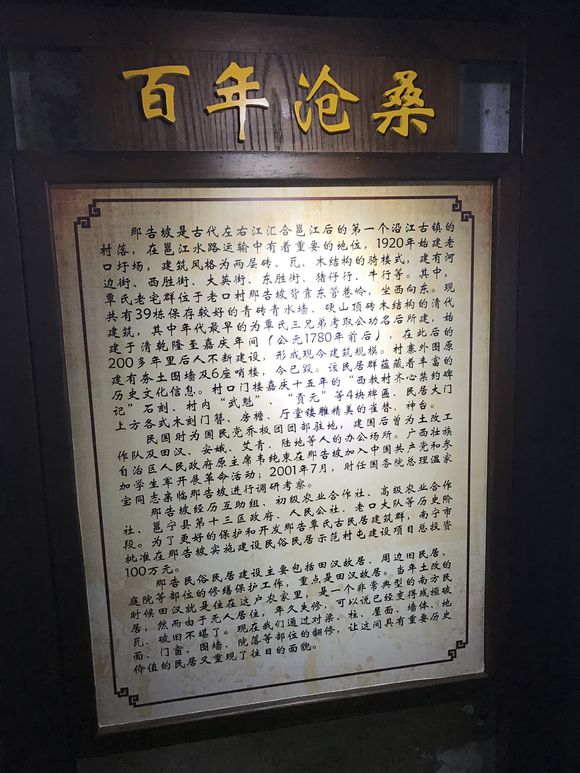 百年沧桑
那告坡是古代左右江汇合邕江后的第一个沿江古镇的
村落，在邕江水路运输中有着重要的地位，1920年始建老
口圩场，建筑风格为两层砖、瓦、木结构的骑楼式，建有河
边街、西胜街、大英街、东胜街、猪仔行、牛行等。其中，
覃氏老宅群位于老口村那告坡背靠东管巷岭，坐西向东。现
共有39栋保存较好的青砖青水墙、硬山顶砖木结构的清代
建筑，其中年代最早的为覃氏三兄弟考取公功名后所建，始
建于清乾隆至嘉庆年间（公元1780年前后），在此后的
200多年里后人不断建设，形成现今建筑规模。村寨外围原
建有夯土围墙及6座哨楼，今已毁。该民居群蕴藏着丰富的
历史文化信息。村口门楼嘉庆十五年的“西教村齐心禁约碑
记”石刻、村内“武魁”、“贡元”等4块牌匾、民居大门
上方各式木刻门簪、房檐、厅堂镂雕精美的雀替、神台。
民国时为国民党乔板团团部驻地，建国后曾为土改工
作队及田汉、安娥、艾青、陆地等人的办公场所。广西壮族
自治区人民政府原主席韦纯束在那告坡加入中国共产党和参
加学生军开展革命活动；2001年7月，时任国务院总理温家
宝同志亲临那告坡进行调研考察。
那告坡经历互助组、初级农业合作社、高级农业合作
社、邕宁县第十三区政府、人民公社、老口大队等历史阶
段。为了更好的保护和开发那告覃氏古民居建筑群，南宁市
批准在那告坡实施建设民俗民居示范村屯建设项目总投资
100万元。
那告民俗民居建设主要包括田汉故居、周边旧民居、
庭院等部位的修缮保护工作，重点是田汉故居。当年土改的
时候田汉就是住在这户农家里，是一个非常典型的南方民
居，然而由于无人居住，年久失修，可以说已经变得残垣破
瓦、破旧不堪了。现在我们通过对梁、柱、屋面、墙体、地
面、门窗、围墙、院落等部位的翻修，让这间具有重要历史
价值的民居又重现了往日的面貌。